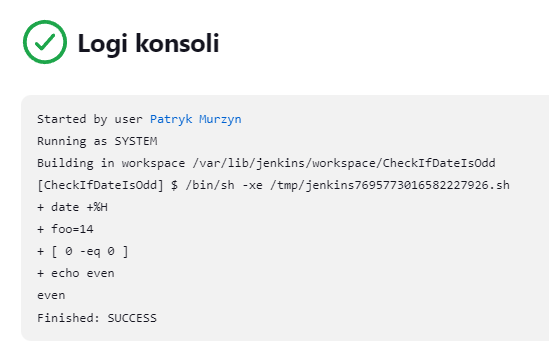 Logi konsoli
Started by user Patryk Murzyn
Running as SYSTEM
Building in workspace /var/lib/jenkins/workspace/CheckIfDateIsOdd
[CheckIfDateIsOdd] $ /bin/sh -xe /tmp/jenkins7695773016582227926.sh
+ date +%H
+ foo=14
+ [ 0 -eq 0 ]
+ echo even
even
Finished: SUCCESS